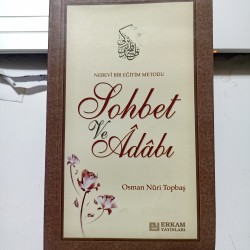 NEBEVÎ BİR EĞİTİM METODU
Sohbet
Ve
Âdâbı
Osman Nûri Topbaş
ERKAM
YAYINLARI